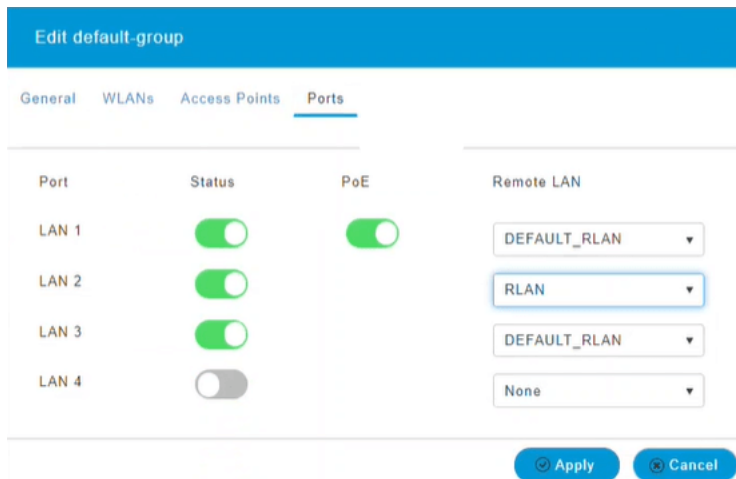 Edit default-group
General WLANs Access Points Ports
Port Status PoE Remote LAN
LAN 1 DEFAULT_RLAN
LAN 2 RLAN
LAN 3 DEFAULT_RLAN
LAN 4 None
Apply Cancel